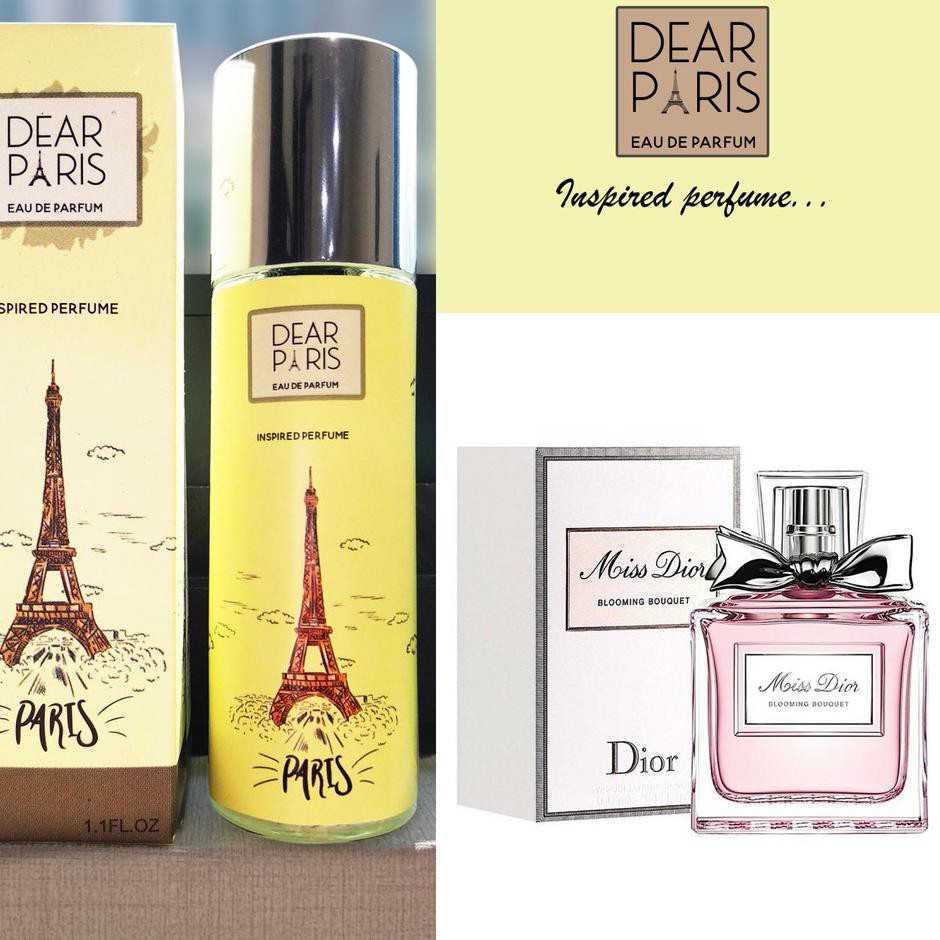 DEAR
PARIS
EAU DE PARFUM
SPIRED PERFUME
PARIS
1.1FL.OZ
DEAR
PARIS
EAU DE PARFUM
INSPIRED PERFUME
PARIS
DEAR
PARIS
EAU DE PARFUM
Inspired perfume...
Miss Dior
BLOOMING BOUQUET
Dior
Miss Dior
BLOOMING BOUQUET